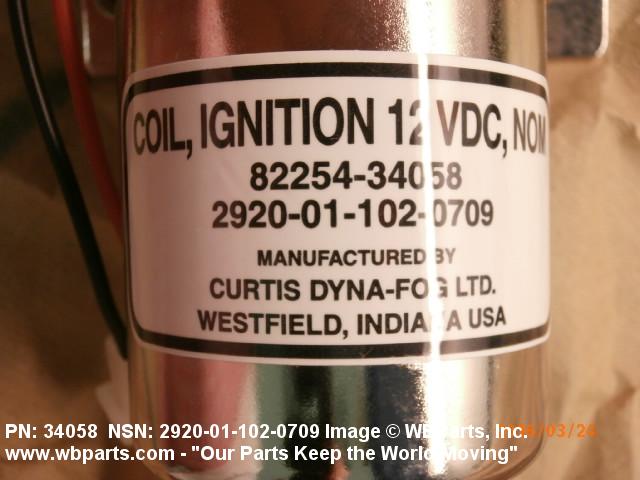 COIL, IGNITION 12 VDC, NOM
82254-34058
2920-01-102-0709
MANUFACTURED BY
CURTIS DYNA-FOG LTD.
WESTFIELD, INDIANA USA
PN: 34058 NSN: 2920-01-102-0709 Image © WBParts, Inc.
www.wbparts.com - "Our Parts Keep the World Moving"